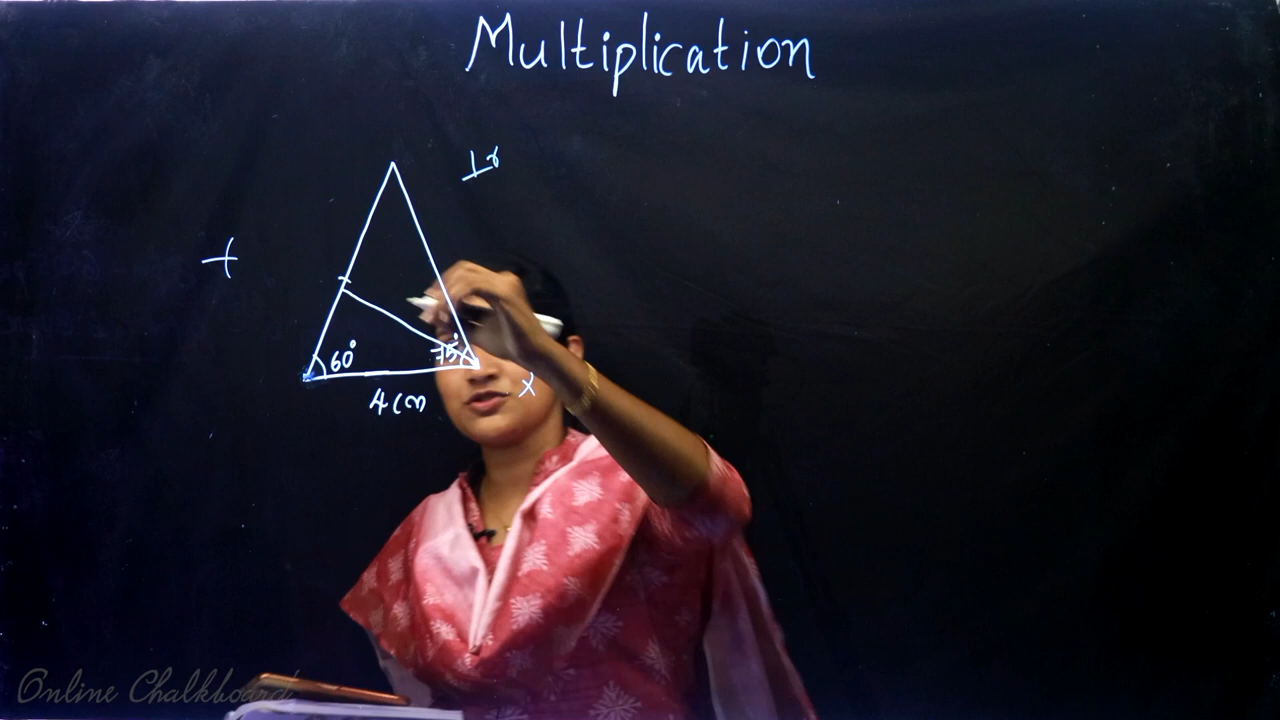 Multiplication
⊥r
+
60°
75°
4cm
x
Online Chalkboard